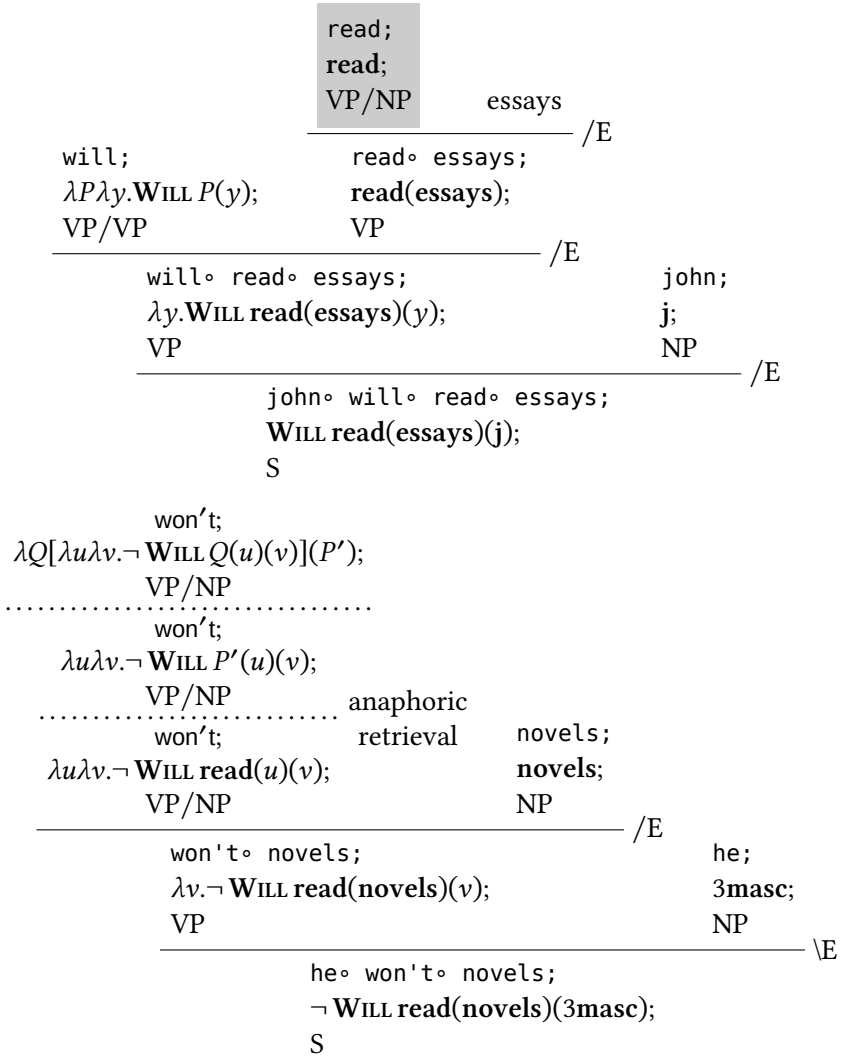 read;
read;
VP/NP essays
/E
will; read∘ essays;
λPλy.WILL P(y); read(essays);
VP/VP VP
/E
will∘ read∘ essays; john;
λy.WILL read(essays)(y); j;
VP NP
/E
john∘ will∘ read∘ essays;
WILL read(essays)(j);
S
won′t;
λQ[λuλv.¬ WILL Q(u)(v)](P′);
VP/NP
won′t;
λuλv.¬ WILL P′(u)(v);
VP/NP anaphoric
won′t; retrieval novels;
λuλv.¬ WILL read(u)(v); novels;
VP/NP NP
/E
won't∘ novels; he;
λv.¬ WILL read(novels)(v); 3masc;
VP NP
\E
he∘ won't∘ novels;
¬ WILL read(novels)(3masc);
S